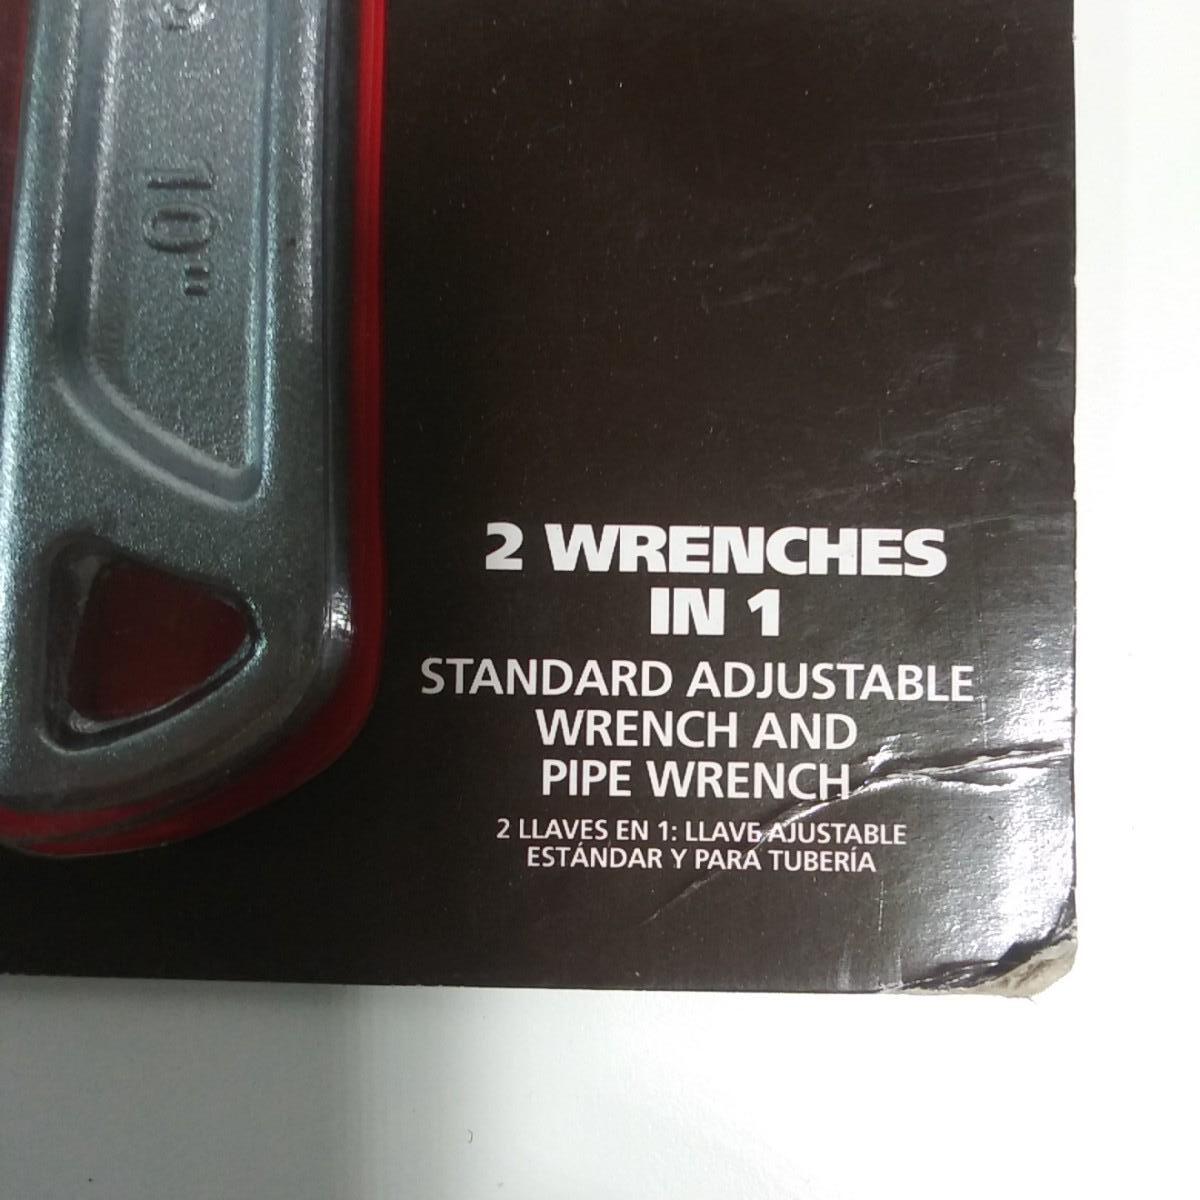 10"
2 WRENCHES
IN 1
STANDARD ADJUSTABLE
WRENCH AND
PIPE WRENCH
2 LLAVES EN 1: LLAVE AJUSTABLE
ESTÁNDAR Y PARA TUBERÍA